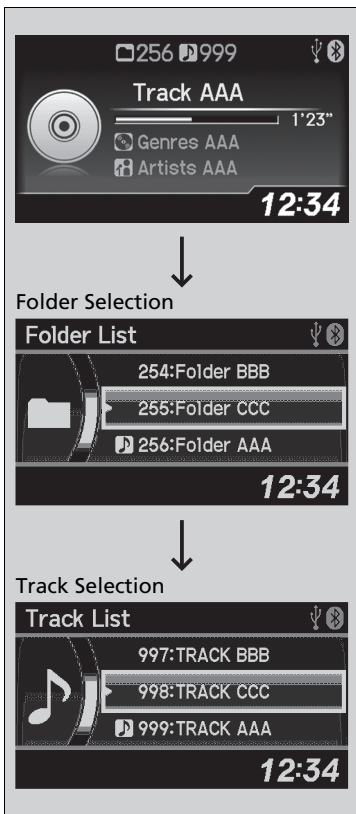 256 999
Track AAA
1'23"
Genres AAA
Artists AAA
12:34
Folder Selection
Folder List
254:Folder BBB
255:Folder CCC
256:Folder AAA
12:34
Track Selection
Track List
997:TRACK BBB
998:TRACK CCC
999:TRACK AAA
12:34